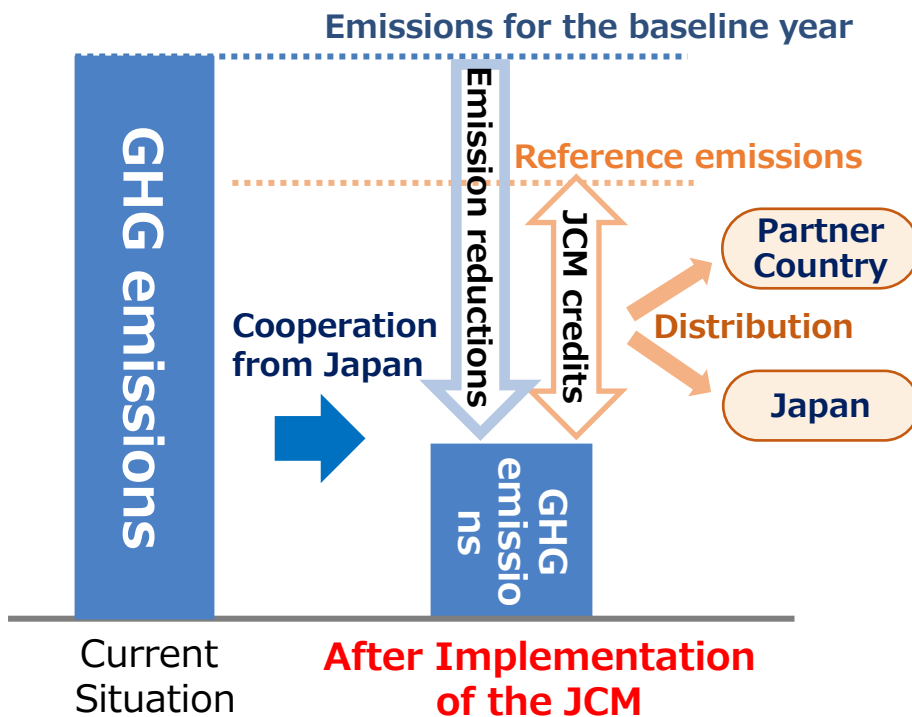 Emissions for the baseline year
GHG emissions
Emission reductions
Reference emissions
JCM credits
Partner
Country
Cooperation
from Japan
Distribution
Japan
GHG
emissio
ns
Current
Situation
After Implementation
of the JCM